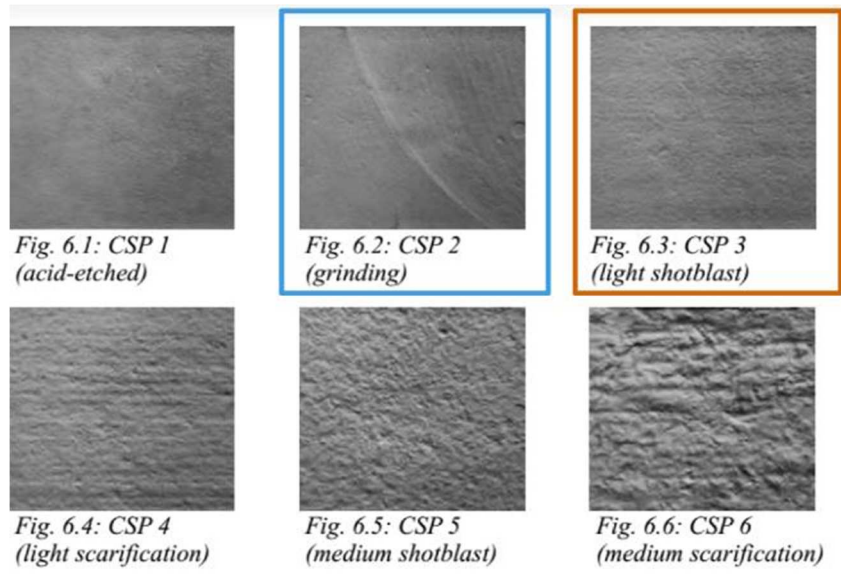 Fig. 6.1: CSP 1
(acid-etched)
Fig. 6.2: CSP 2
(grinding)
Fig. 6.3: CSP 3
(light shotblast)
Fig. 6.4: CSP 4
(light scarification)
Fig. 6.5: CSP 5
(medium shotblast)
Fig. 6.6: CSP 6
(medium scarification)